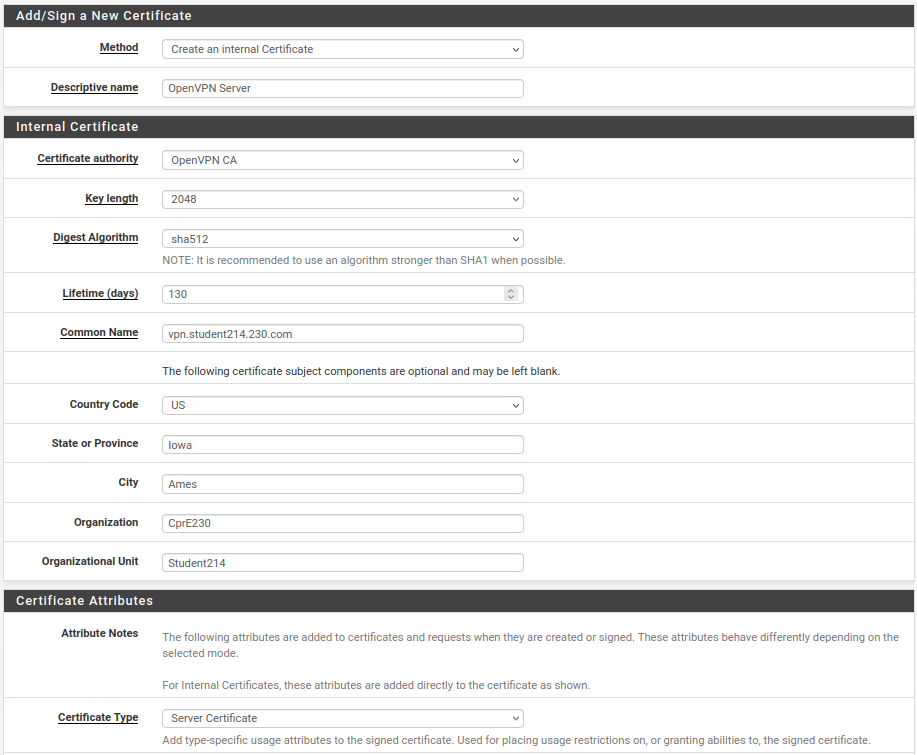 Add/Sign a New Certificate
Method Create an internal Certificate
Descriptive name OpenVPN Server
Internal Certificate
Certificate authority OpenVPN CA
Key length 2048
Digest Algorithm sha512
NOTE: It is recommended to use an algorithm stronger than SHA1 when possible.
Lifetime (days) 130
Common Name vpn.student214.230.com
The following certificate subject components are optional and may be left blank.
Country Code US
State or Province Iowa
City Ames
Organization CprE230
Organizational Unit Student214
Certificate Attributes
Attribute Notes The following attributes are added to certificates and requests when they are created or signed. These attributes behave differently depending on the
selected mode.
For Internal Certificates, these attributes are added directly to the certificate as shown.
Certificate Type Server Certificate
Add type-specific usage attributes to the signed certificate. Used for placing usage restrictions on, or granting abilities to, the signed certificate.